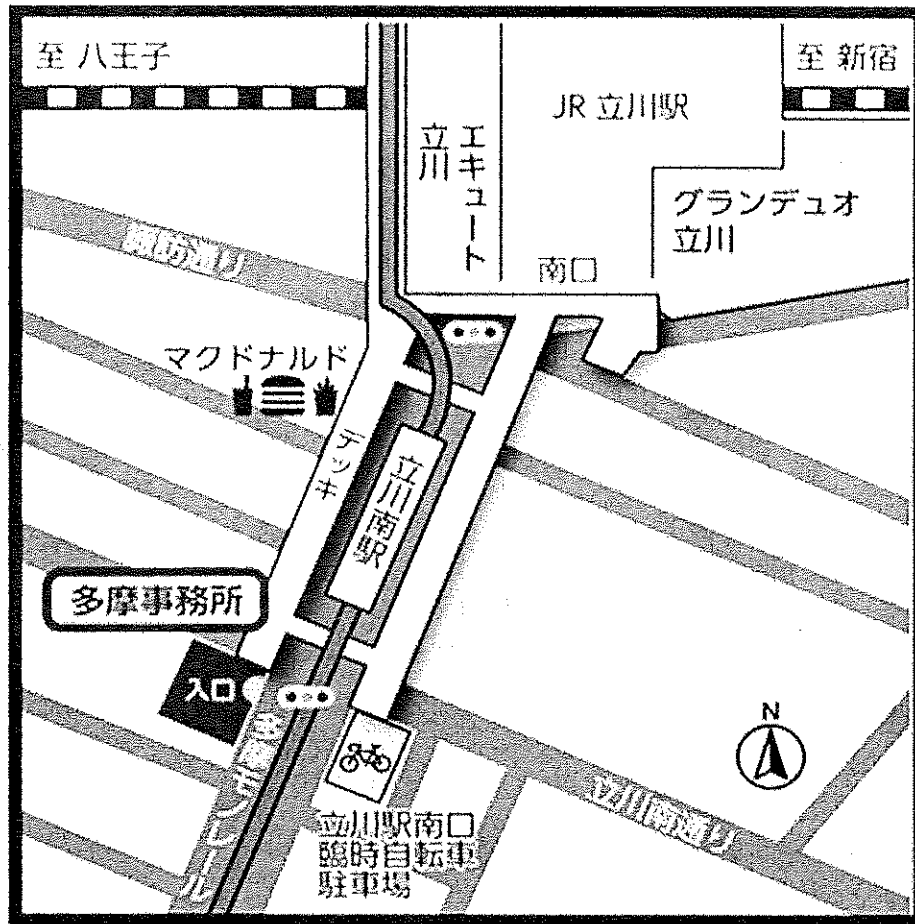 至 八王子
至 新宿
JR 立川駅
エキュート
立川
グランデュオ
立川
南口
諏訪通り
マクドナルド
デッキ
立川南駅
多摩事務所
入口
多摩モノレール
N
立川南通り
立川駅南口
臨時自転車
駐車場